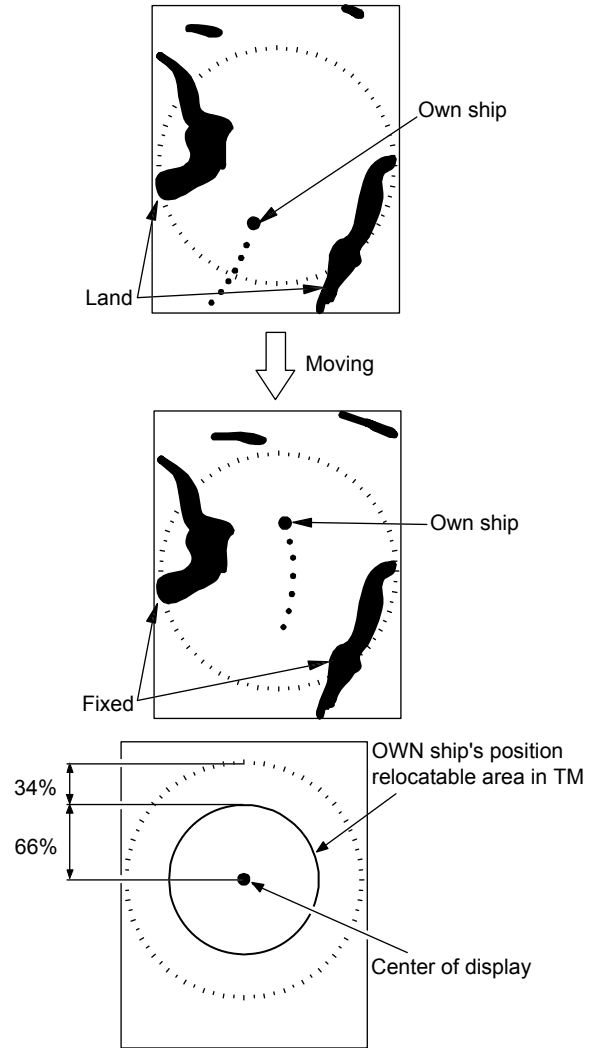 Own ship
Land
Moving
Own ship
Fixed
OWN ship's position
relocatable area in TM
34%
66%
Center of display